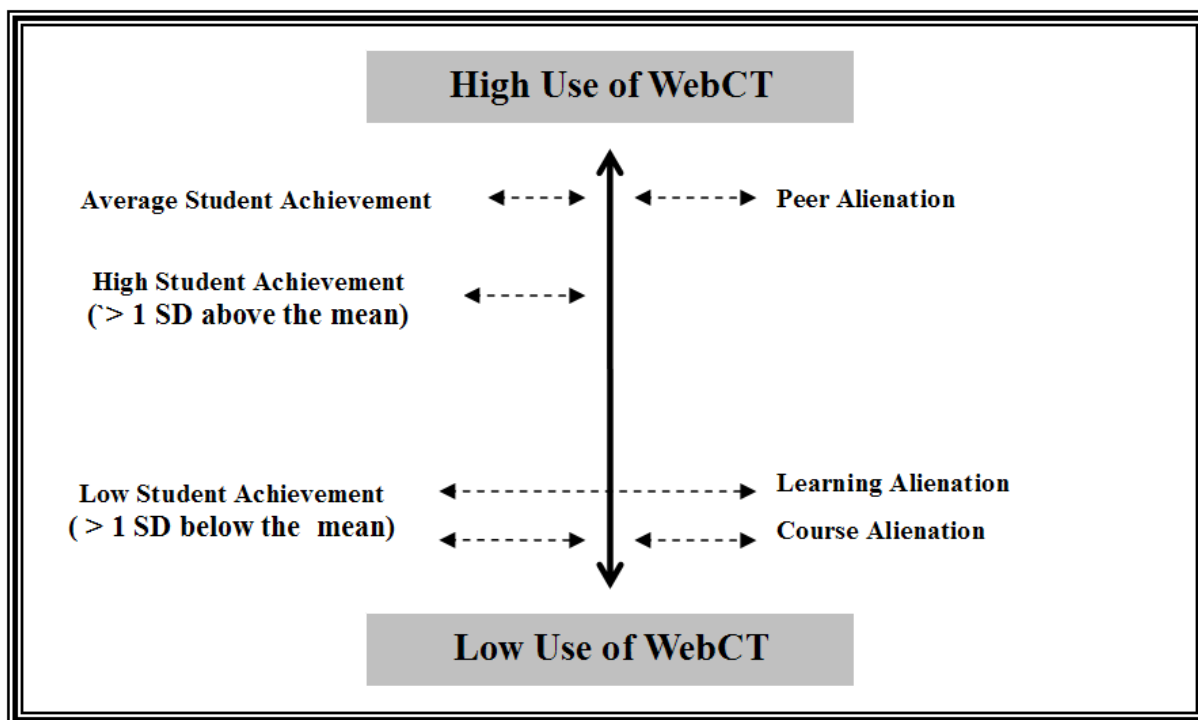 High Use of WebCT
Average Student Achievement
Peer Alienation
High Student Achievement
(`> 1 SD above the mean)
Low Student Achievement
( > 1 SD below the  mean)
Learning Alienation
Course Alienation
Low Use of WebCT